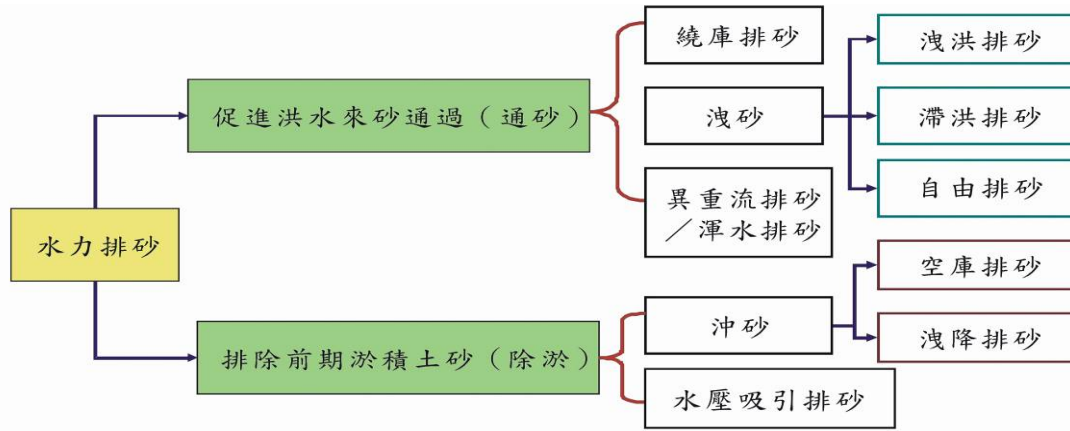 水力排砂
促進洪水來砂通過（通砂）
繞庫排砂
洩砂
洩洪排砂
滯洪排砂
自由排砂
異重流排砂
／渾水排砂
排除前期淤積土砂（除淤）
沖砂
空庫排砂
洩降排砂
水壓吸引排砂